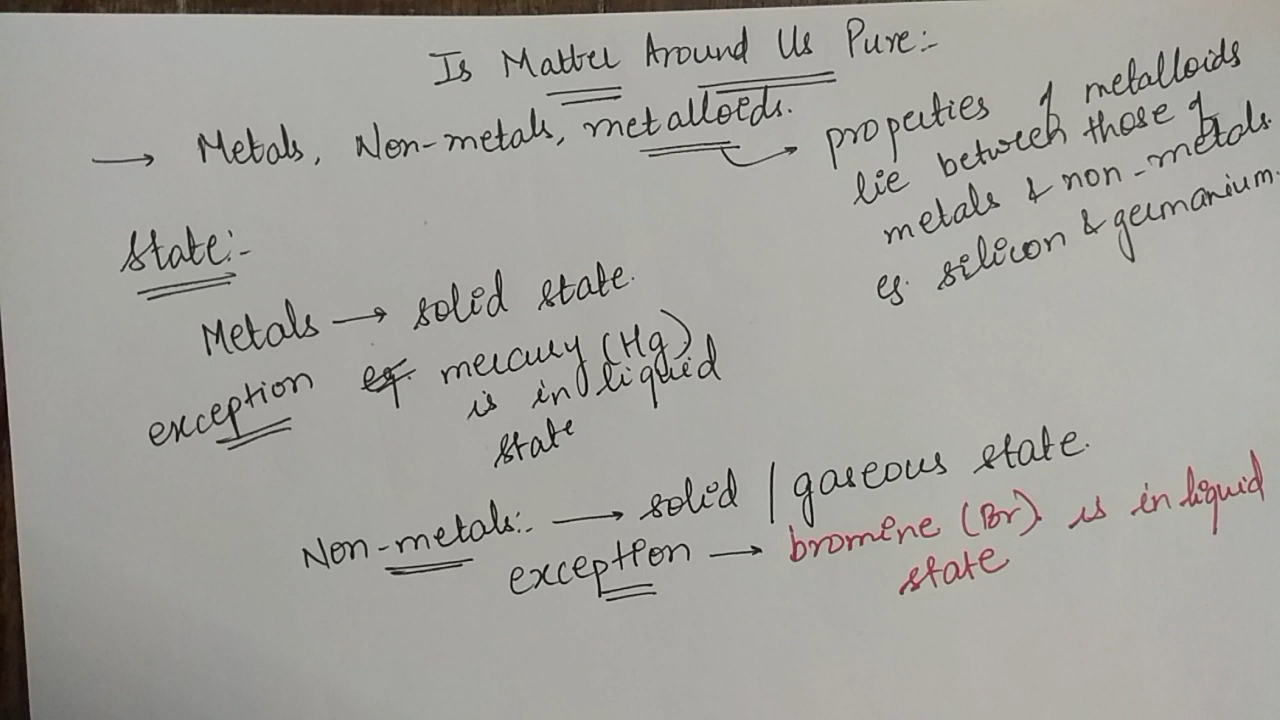 Is Matter Around Us Pure:-
→ Metals, Non-metals, metalloids. →
properties of metalloids
lie between those of
metals & non-metals.
eg. silicon & germanium.
State:-
Metals → solid state.
exception eg. mercury (Hg)
is in liquid
state
Non-metals:- → solid / gaseous state.
exception → bromine (Br) is in liquid
state